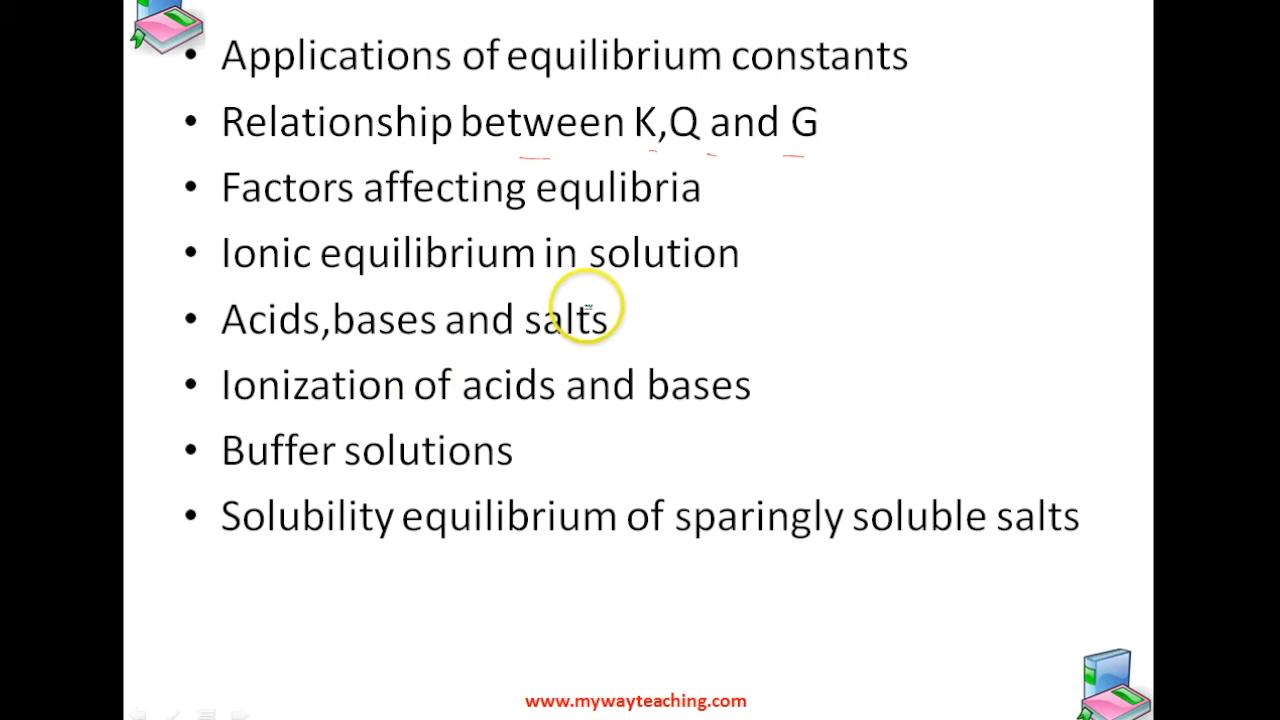 • Applications of equilibrium constants
• Relationship between K,Q and G
• Factors affecting equlibria
• Ionic equilibrium in solution
• Acids,bases and salts
• Ionization of acids and bases
• Buffer solutions
• Solubility equilibrium of sparingly soluble salts
www.mywayteaching.com